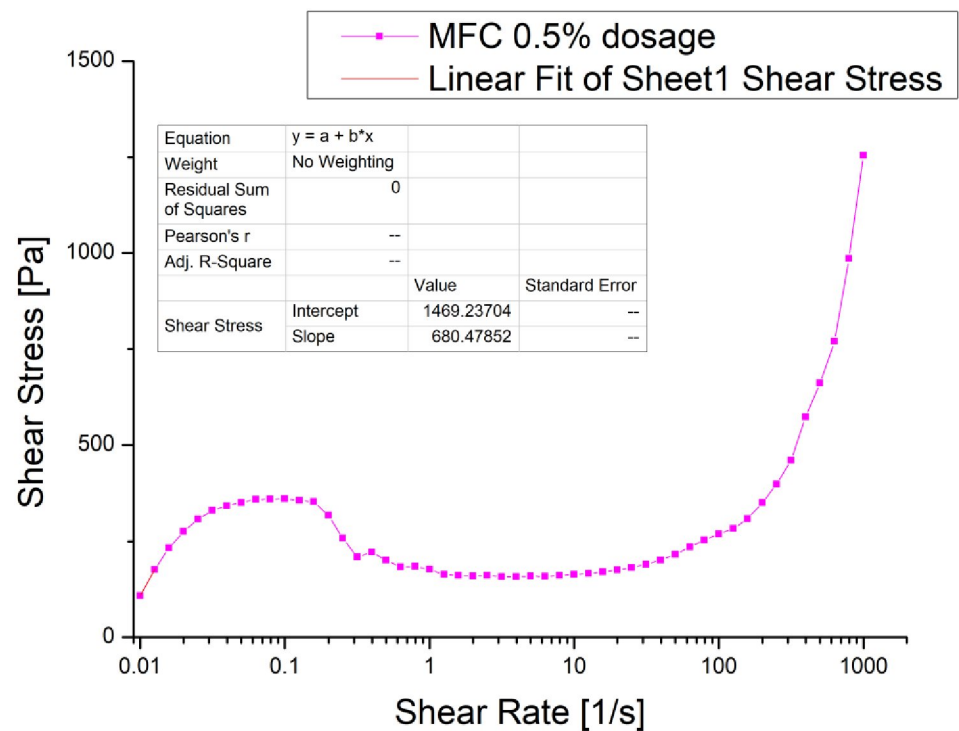 MFC 0.5% dosage
Linear Fit of Sheet1 Shear Stress
1500
1000
500
0
Shear Stress [Pa]
Equation y = a + b*x
Weight No Weighting
Residual Sum of Squares 0
Pearson's r --
Adj. R-Square --
Value Standard Error
Shear Stress Intercept 1469.23704 --
Slope 680.47852 --
0.01 0.1 1 10 100 1000
Shear Rate [1/s]